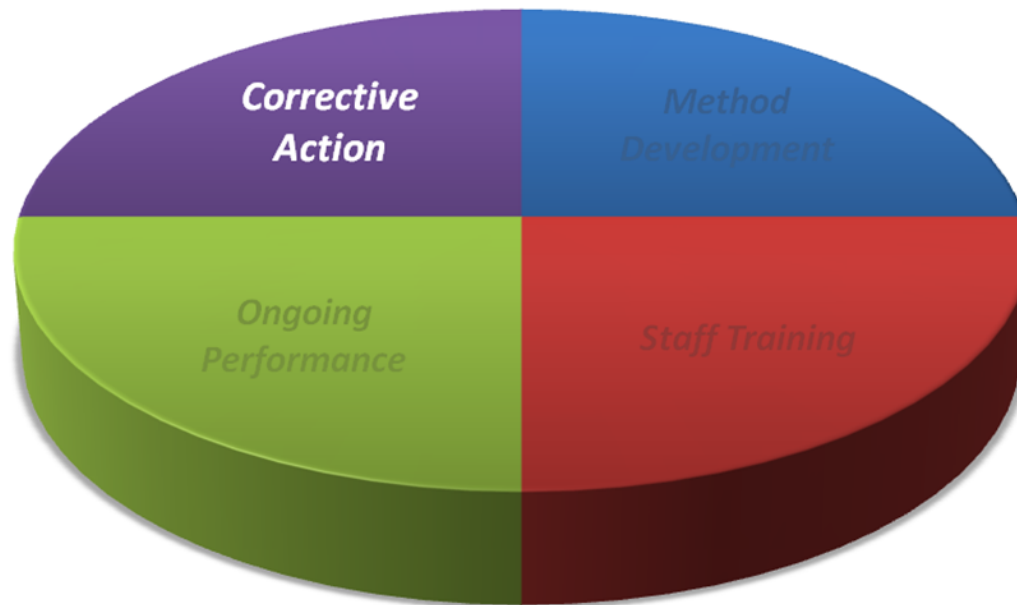 Corrective
Action
Method
Development
Ongoing
Performance
Staff Training